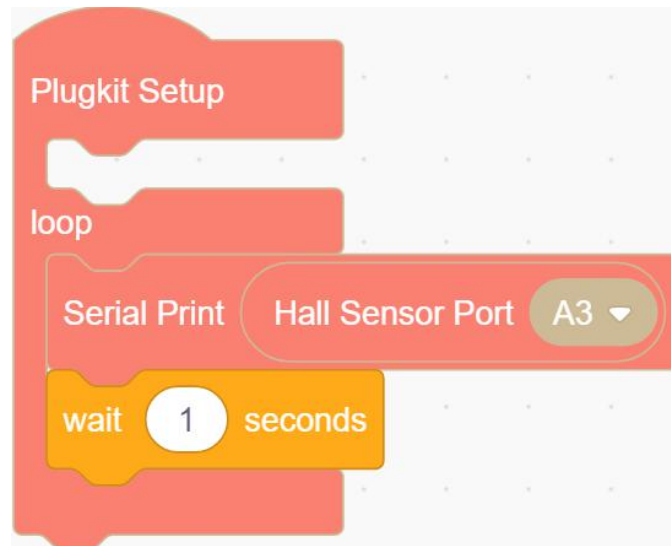 Plugkit Setup
loop
Serial Print Hall Sensor Port A3
wait 1 seconds